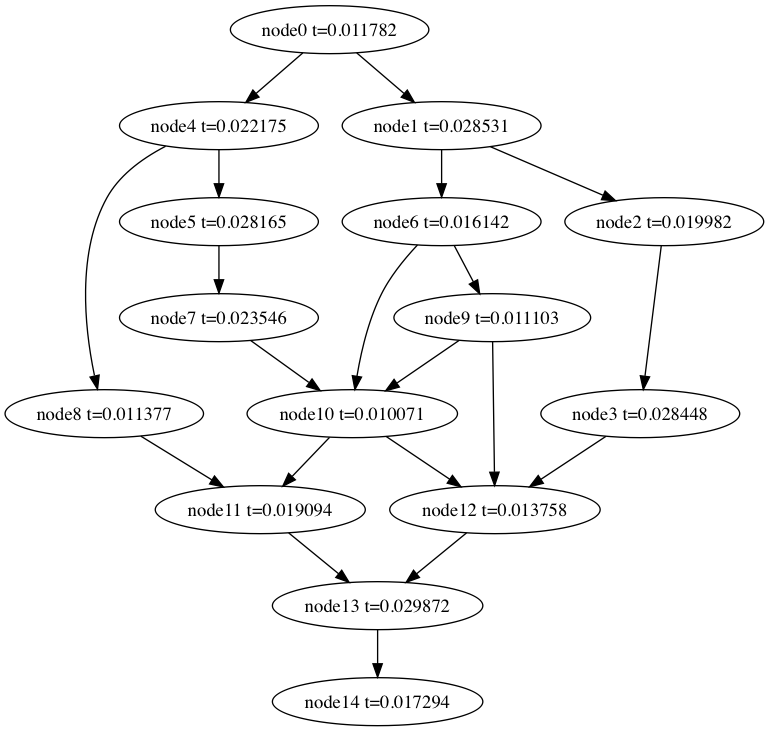 node0 t=0.011782
node4 t=0.022175
node1 t=0.028531
node5 t=0.028165
node6 t=0.016142
node2 t=0.019982
node7 t=0.023546
node9 t=0.011103
node8 t=0.011377
node10 t=0.010071
node3 t=0.028448
node11 t=0.019094
node12 t=0.013758
node13 t=0.029872
node14 t=0.017294